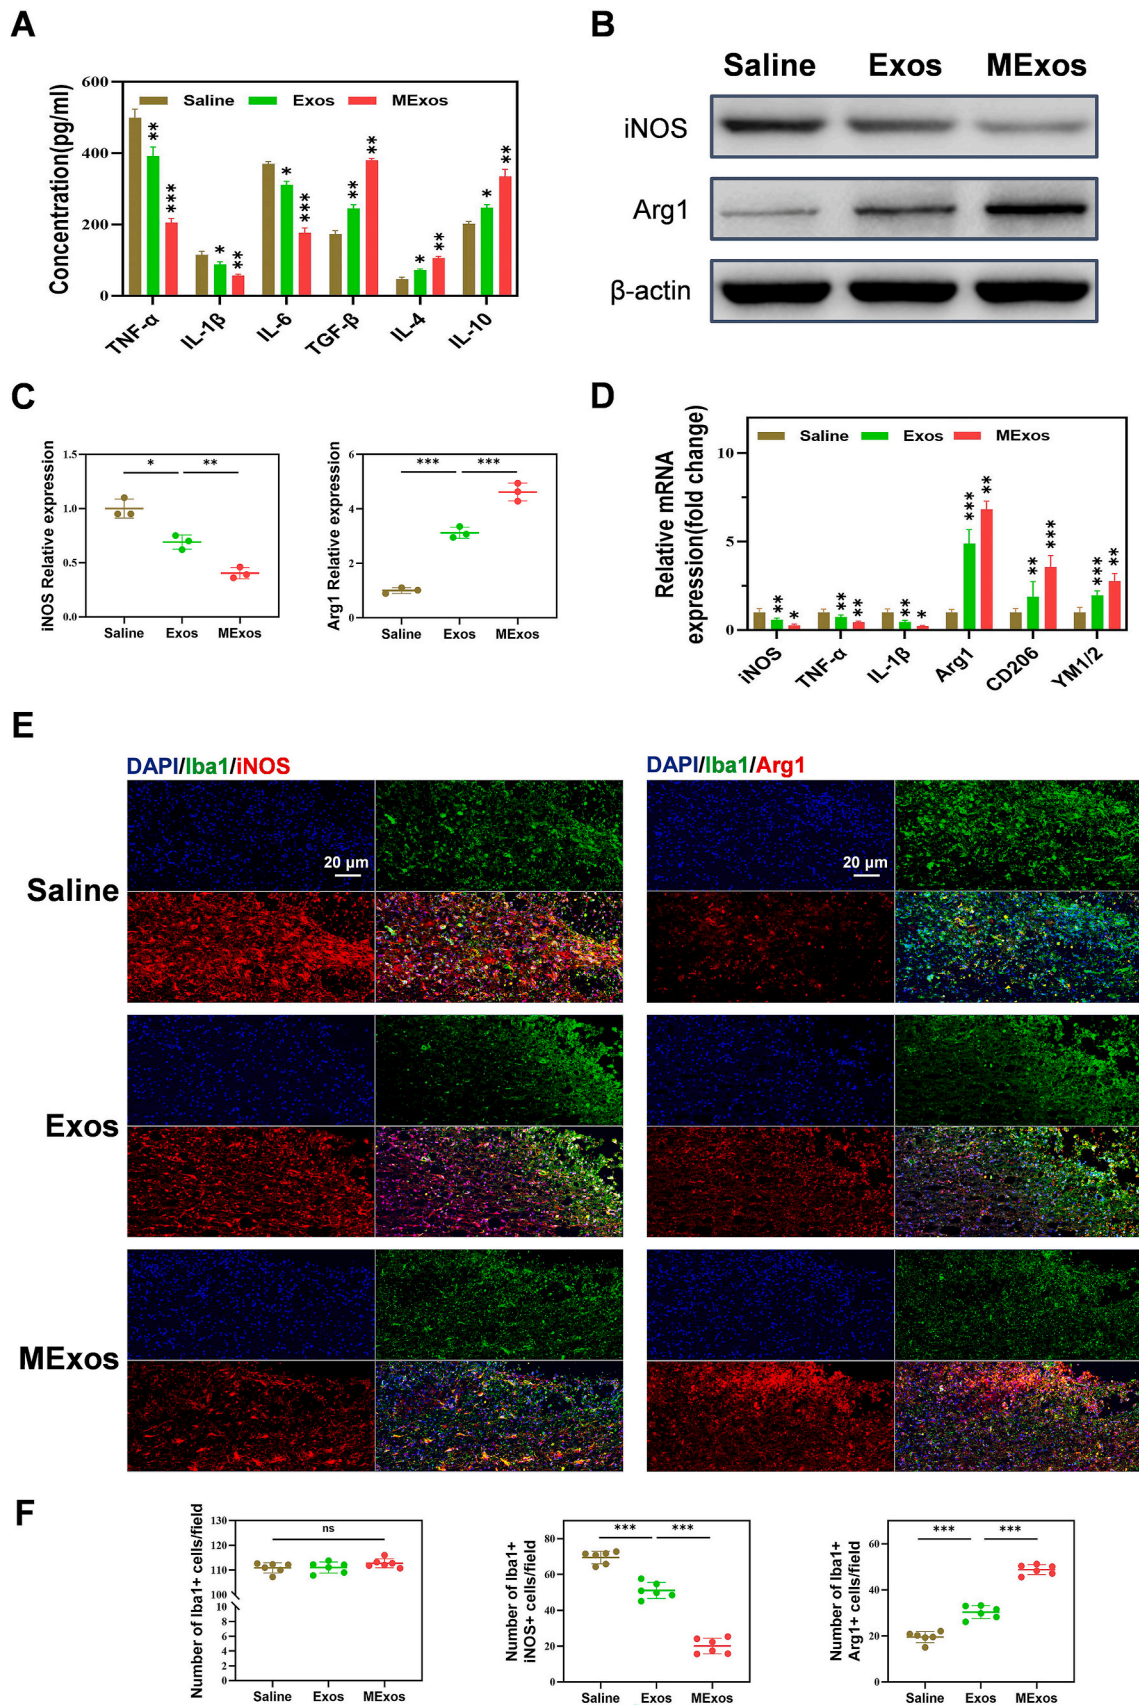 A
Concentration(pg/ml)
600
400
200
0
Saline Exos MExos
** *** * ** * *** ** ** * ** * **
TNF-α IL-1β IL-6 TGF-β IL-4 IL-10
B
Saline Exos MExos
iNOS
Arg1
β-actin
C
iNOS Relative expression
1.5
1.0
0.5
0.0
* **
Saline Exos MExos
Arg1 Relative expression
6
4
2
0
*** ***
Saline Exos MExos
D
Relative mRNA
expression(fold change)
10
5
0
Saline Exos MExos
** * ** ** ** * *** ** ** *** *** **
iNOS TNF-α IL-1β Arg1 CD206 YM1/2
E
DAPI/Iba1/iNOS DAPI/Iba1/Arg1
20 μm 20 μm
Saline
Exos
MExos
F
Number of Iba1+ cells/field
130
120
110
100
10
8
6
4
2
0
ns
Saline Exos MExos
Number of Iba1+
iNOS+ cells/field
80
60
40
20
0
*** ***
Saline Exos MExos
Number of Iba1+
Arg1+ cells/field
60
40
20
0
*** ***
Saline Exos MExos